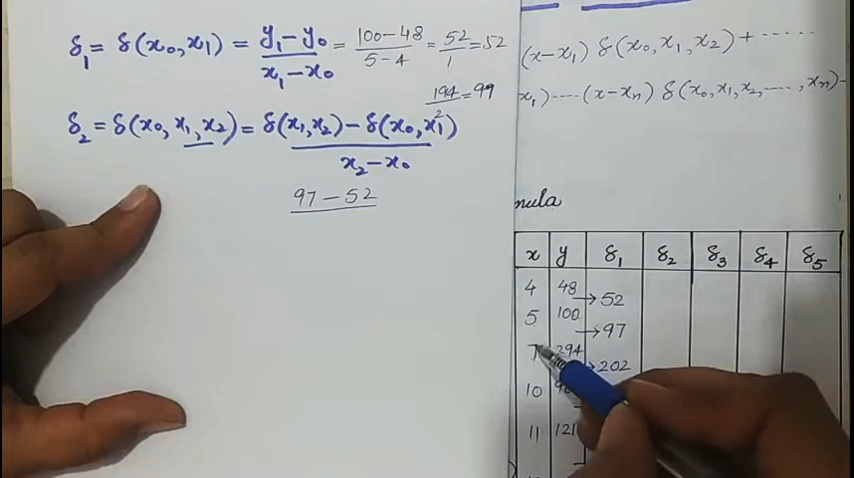 δ₁ = δ(x₀, x₁) = y₁ - y₀ / x₁ - x₀ = 100 - 48 / 5 - 4 = 52 / 1 = 52
194 / 2 = 97
δ₂ = δ(x₀, x₁, x₂) = δ(x₁, x₂) - δ(x₀, x₁) / x₂ - x₀
97 - 52
(x - x₁) δ(x₀, x₁, x₂) + .....
x₁) .... (x - xₙ) δ(x₀, x₁, x₂, ...., xₙ) -
nula
x y δ₁ δ₂ δ₃ δ₄ δ₅
4 48
52
5 100
97
7 294
202
10
11 121